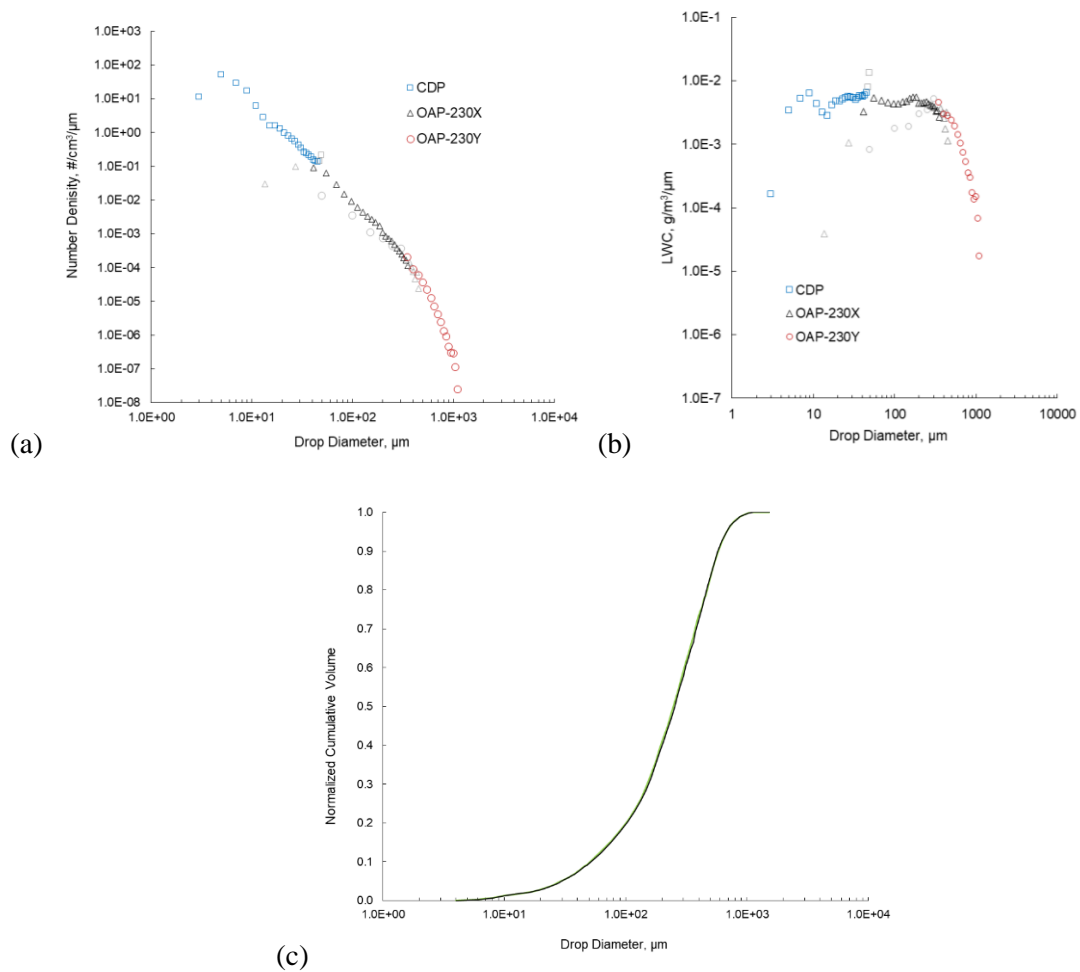 1.0E+03
1.0E+02
1.0E+01
1.0E+00
1.0E-01
1.0E-02
1.0E-03
1.0E-04
1.0E-05
1.0E-06
1.0E-07
1.0E-08
Number Denisity, #/cm³/µm
CDP
OAP-230X
OAP-230Y
1.0E+00 1.0E+01 1.0E+02 1.0E+03 1.0E+04
Drop Diameter, µm
(a)
1.0E-1
1.0E-2
1.0E-3
1.0E-4
1.0E-5
1.0E-6
1.0E-7
LWC, g/m³/µm
CDP
OAP-230X
OAP-230Y
1 10 100 1000 10000
Drop Diameter, µm
(b)
1.0
0.9
0.8
0.7
0.6
0.5
0.4
0.3
0.2
0.1
0.0
Normalized Cumulative Volume
1.0E+00 1.0E+01 1.0E+02 1.0E+03 1.0E+04
Drop Diameter, µm
(c)